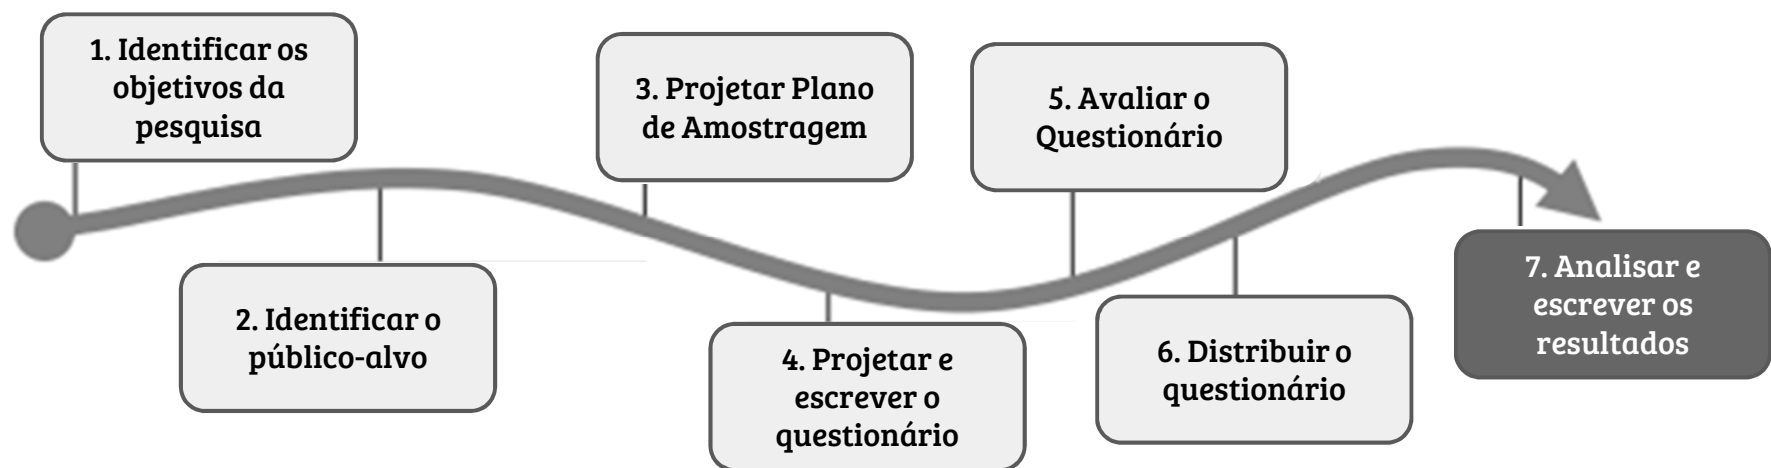 1. Identificar os
objetivos da
pesquisa
2. Identificar o
público-alvo
3. Projetar Plano
de Amostragem
4. Projetar e
escrever o
questionário
5. Avaliar o
Questionário
6. Distribuir o
questionário
7. Analisar e
escrever os
resultados